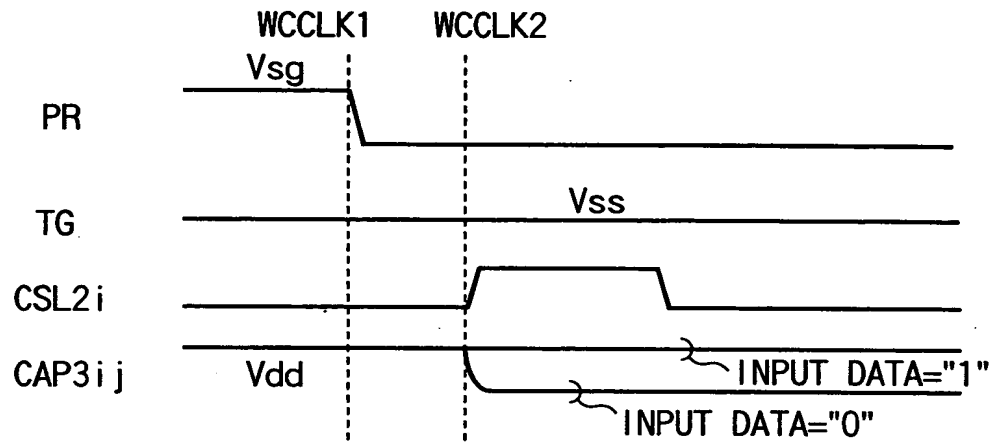 WCCLK1 WCCLK2
Vsg
PR
Vss
TG
CSL2i
CAP3ij Vdd INPUT DATA="1"
INPUT DATA="0"